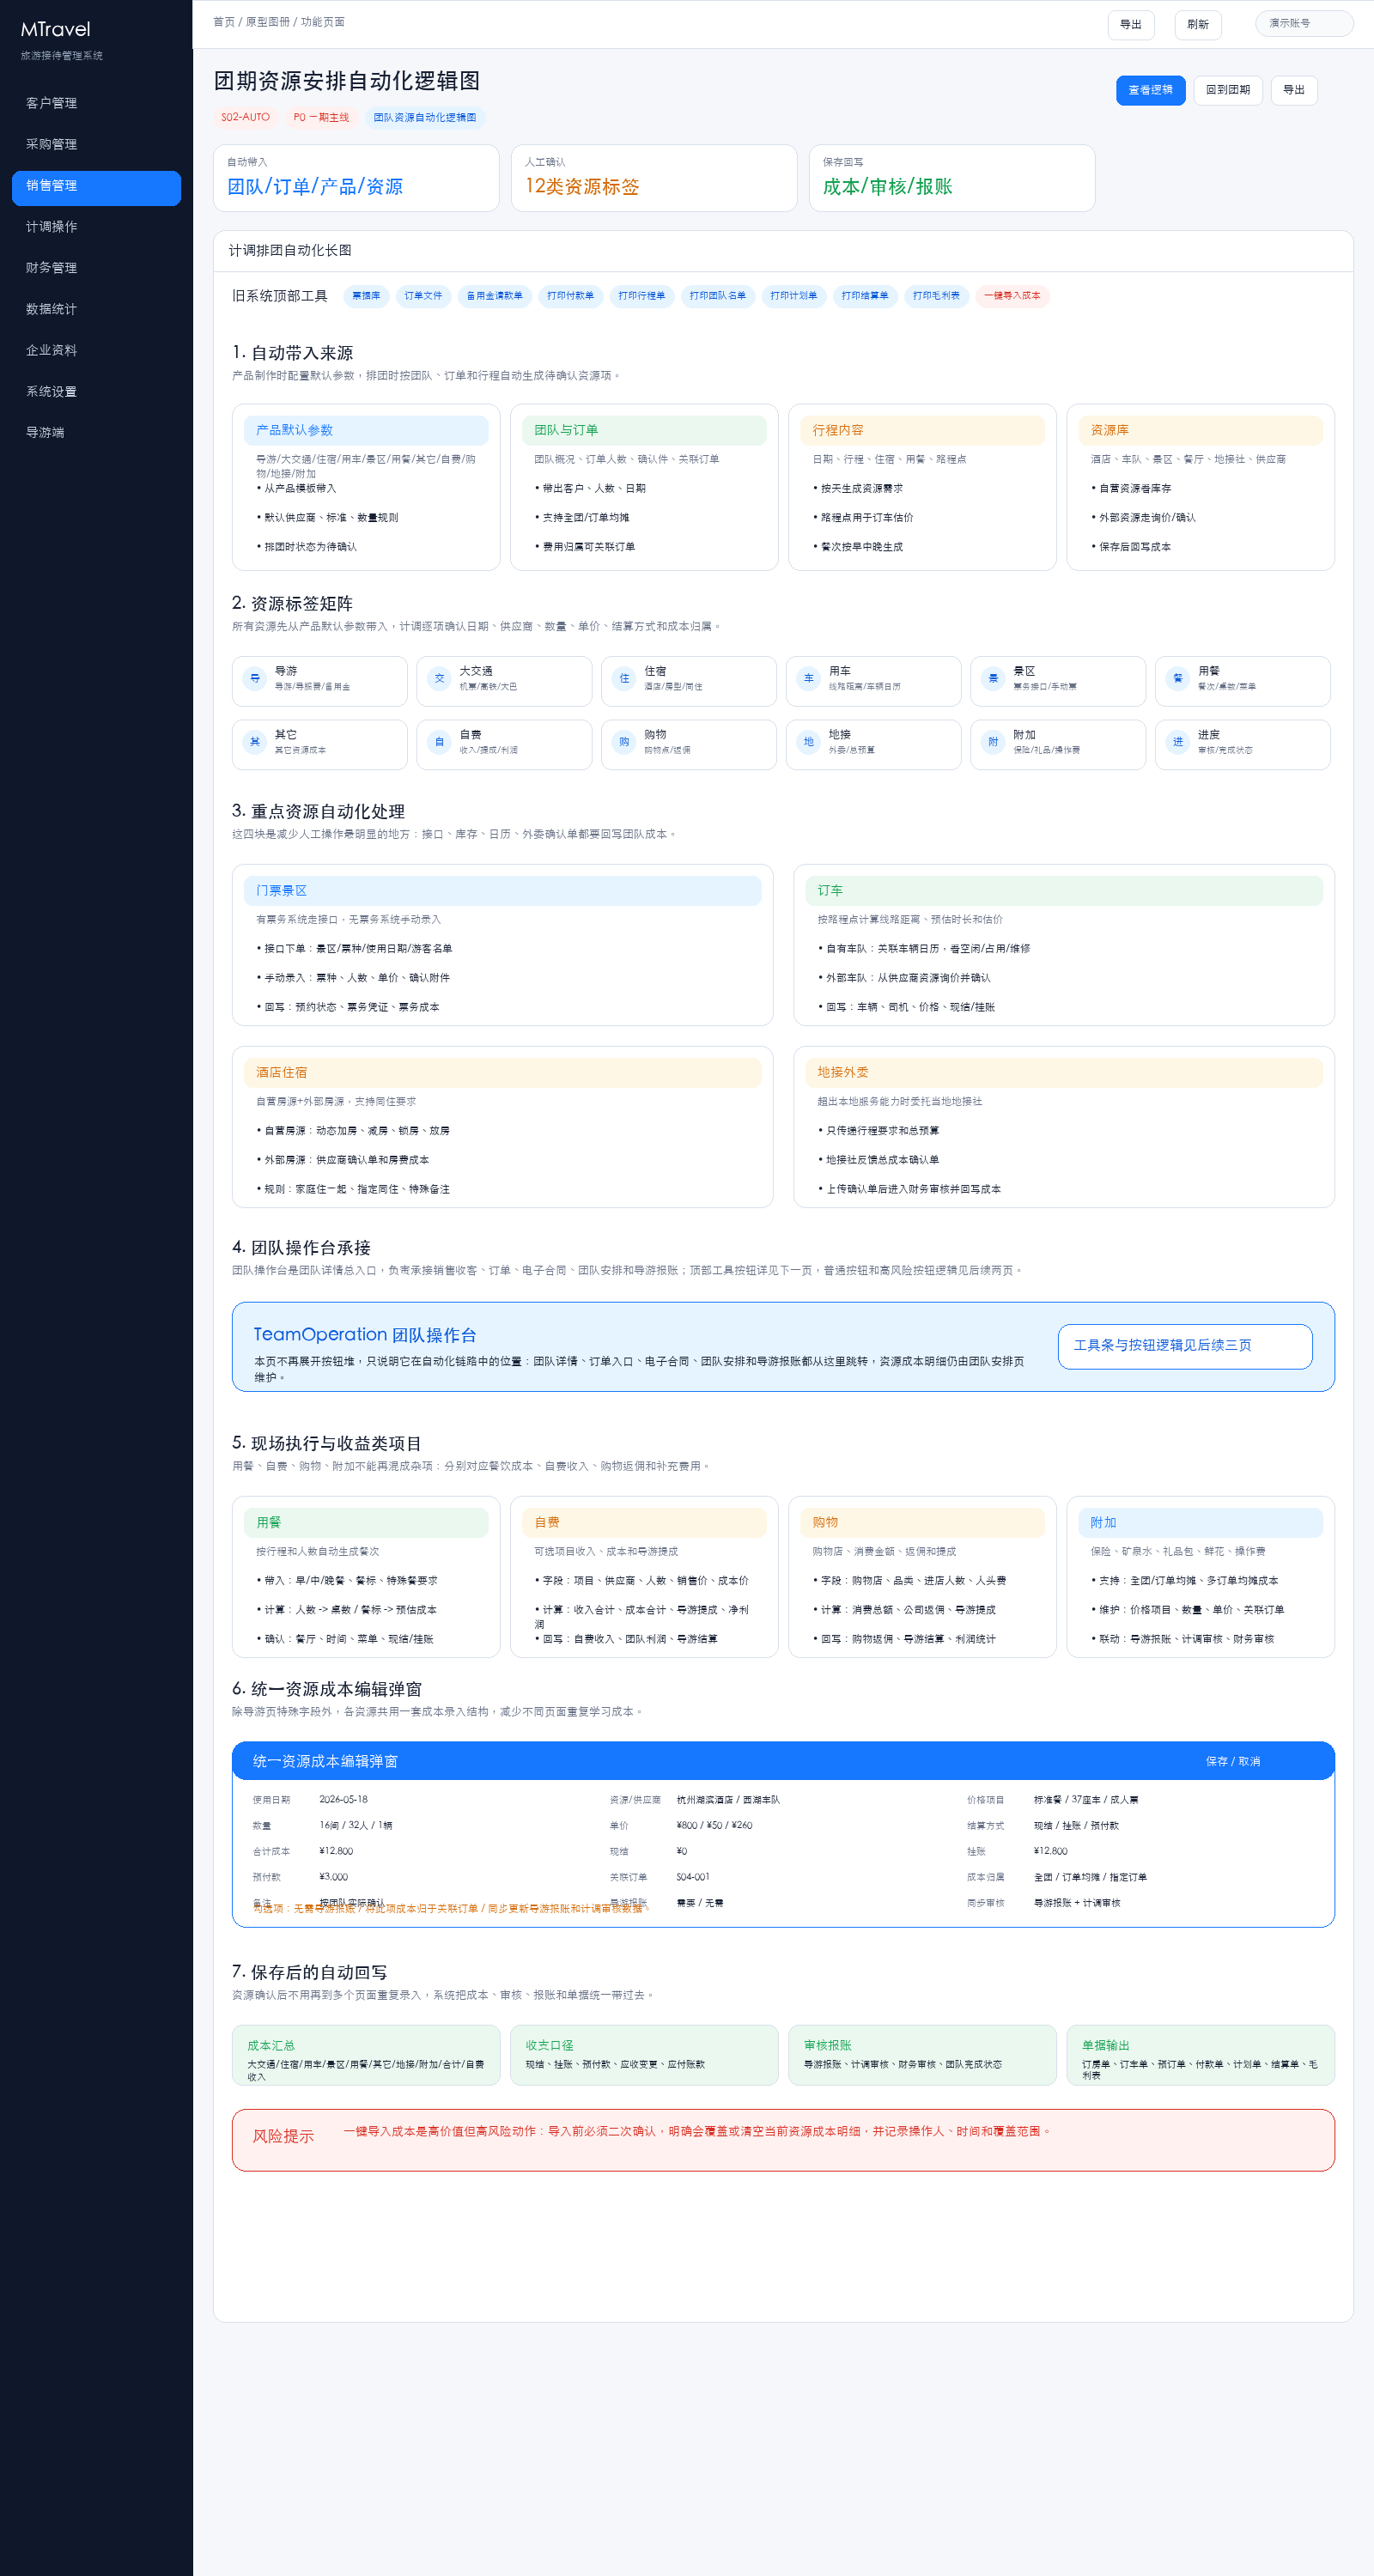 MTravel
旅游接待管理系统
客户管理
采购管理
销售管理
计调操作
财务管理
数据统计
企业资料
系统设置
导游端
首页 / 原型图册 / 功能页面
导出
刷新
演示账号
团期资源安排自动化逻辑图
查看逻辑
回到团期
导出
S02-AUTO
P0 一期主线
团队资源自动化逻辑图
自动带入
团队/订单/产品/资源
人工确认
12类资源标签
保存回写
成本/审核/报账
计调排团自动化长图
旧系统顶部工具
票据库
订单文件
备用金请款单
打印付款单
打印行程单
打印团队名单
打印计划单
打印结算单
打印毛利表
一键导入成本
1. 自动带入来源
产品制作时配置默认参数，排团时按团队、订单和行程自动生成待确认资源项。
产品默认参数
导游/大交通/住宿/用车/景区/用餐/其它/自费/购
物/地接/附加
• 从产品模板带入
• 默认供应商、标准、数量规则
• 排团时状态为待确认
团队与订单
团队概况、订单人数、确认件、关联订单
• 带出客户、人数、日期
• 支持全团/订单均摊
• 费用归属可关联订单
行程内容
日期、行程、住宿、用餐、路程点
• 按天生成资源需求
• 路程点用于订车估价
• 餐次按早中晚生成
资源库
酒店、车队、景区、餐厅、地接社、供应商
• 自营资源看库存
• 外部资源走询价/确认
• 保存后回写成本
2. 资源标签矩阵
所有资源先从产品默认参数带入，计调逐项确认日期、供应商、数量、单价、结算方式和成本归属。
导
导游
导游/导服费/备用金
交
大交通
机票/高铁/大巴
住
住宿
酒店/房型/同住
车
用车
线路距离/车辆日历
景
景区
票务接口/手动票
餐
用餐
餐次/桌数/菜单
其
其它
其它资源成本
自
自费
收入/提成/利润
购
购物
购物点/返佣
地
地接
外委/总预算
附
附加
保险/礼品/操作费
进
进度
审核/完成状态
3. 重点资源自动化处理
这四块是减少人工操作最明显的地方：接口、库存、日历、外委确认单都要回写团队成本。
门票景区
有票务系统走接口，无票务系统手动录入
• 接口下单：景区/票种/使用日期/游客名单
• 手动录入：票种、人数、单价、确认附件
• 回写：预约状态、票务凭证、票务成本
订车
按路程点计算线路距离、预估时长和估价
• 自有车队：关联车辆日历，看空闲/占用/维修
• 外部车队：从供应商资源询价并确认
• 回写：车辆、司机、价格、现结/挂账
酒店住宿
自营房源+外部房源，支持同住要求
• 自营房源：动态加房、减房、锁房、放房
• 外部房源：供应商确认单和房费成本
• 规则：家庭住一起、指定同住、特殊备注
地接外委
超出本地服务能力时委托当地地接社
• 只传递行程要求和总预算
• 地接社反馈总成本确认单
• 上传确认单后进入财务审核并回写成本
4. 团队操作台承接
团队操作台是团队详情总入口，负责承接销售收客、订单、电子合同、团队安排和导游报账；顶部工具按钮详见下一页，普通按钮和高风险按钮逻辑见后续两页。
TeamOperation 团队操作台
本页不再展开按钮堆，只说明它在自动化链路中的位置：团队详情、订单入口、电子合同、团队安排和导游报账都从这里跳转，资源成本明细仍由团队安排页
维护。
工具条与按钮逻辑见后续三页
5. 现场执行与收益类项目
用餐、自费、购物、附加不能再混成杂项：分别对应餐饮成本、自费收入、购物返佣和补充费用。
用餐
按行程和人数自动生成餐次
• 带入：早/中/晚餐、餐标、特殊餐要求
• 计算：人数 -> 桌数 / 餐标 -> 预估成本
• 确认：餐厅、时间、菜单、现结/挂账
自费
可选项目收入、成本和导游提成
• 字段：项目、供应商、人数、销售价、成本价
• 计算：收入合计、成本合计、导游提成、净利
润
• 回写：自费收入、团队利润、导游结算
购物
购物店、消费金额、返佣和提成
• 字段：购物店、品类、进店人数、人头费
• 计算：消费总额、公司返佣、导游提成
• 回写：购物返佣、导游结算、利润统计
附加
保险、矿泉水、礼品包、鲜花、操作费
• 支持：全团/订单均摊、多订单均摊成本
• 维护：价格项目、数量、单价、关联订单
• 联动：导游报账、计调审核、财务审核
6. 统一资源成本编辑弹窗
除导游页特殊字段外，各资源共用一套成本录入结构，减少不同页面重复学习成本。
统一资源成本编辑弹窗
保存 / 取消
使用日期 2026-05-18 资源/供应商 杭州湖滨酒店 / 西湖车队 价格项目 标准餐 / 37座车 / 成人票
数量 16间 / 32人 / 1辆 单价 ¥800 / ¥50 / ¥260 结算方式 现结 / 挂账 / 预付款
合计成本 ¥12,800 现结 ¥0 挂账 ¥12,800
预付款 ¥3,000 关联订单 S04-001 成本归属 全团 / 订单均摊 / 指定订单
备注 按团队实际确认 导游报账 需要 / 无需 同步审核 导游报账 + 计调审核
勾选项：无需导游报账 / 将此项成本归于关联订单 / 同步更新导游报账和计调审核数据。
7. 保存后的自动回写
资源确认后不用再到多个页面重复录入，系统把成本、审核、报账和单据统一带过去。
成本汇总
大交通/住宿/用车/景区/用餐/其它/地接/附加/合计/自费
收入
收支口径
现结、挂账、预付款、应收变更、应付账款
审核报账
导游报账、计调审核、财务审核、团队完成状态
单据输出
订房单、订车单、预订单、付款单、计划单、结算单、毛
利表
风险提示
一键导入成本是高价值但高风险动作：导入前必须二次确认，明确会覆盖或清空当前资源成本明细，并记录操作人、时间和覆盖范围。